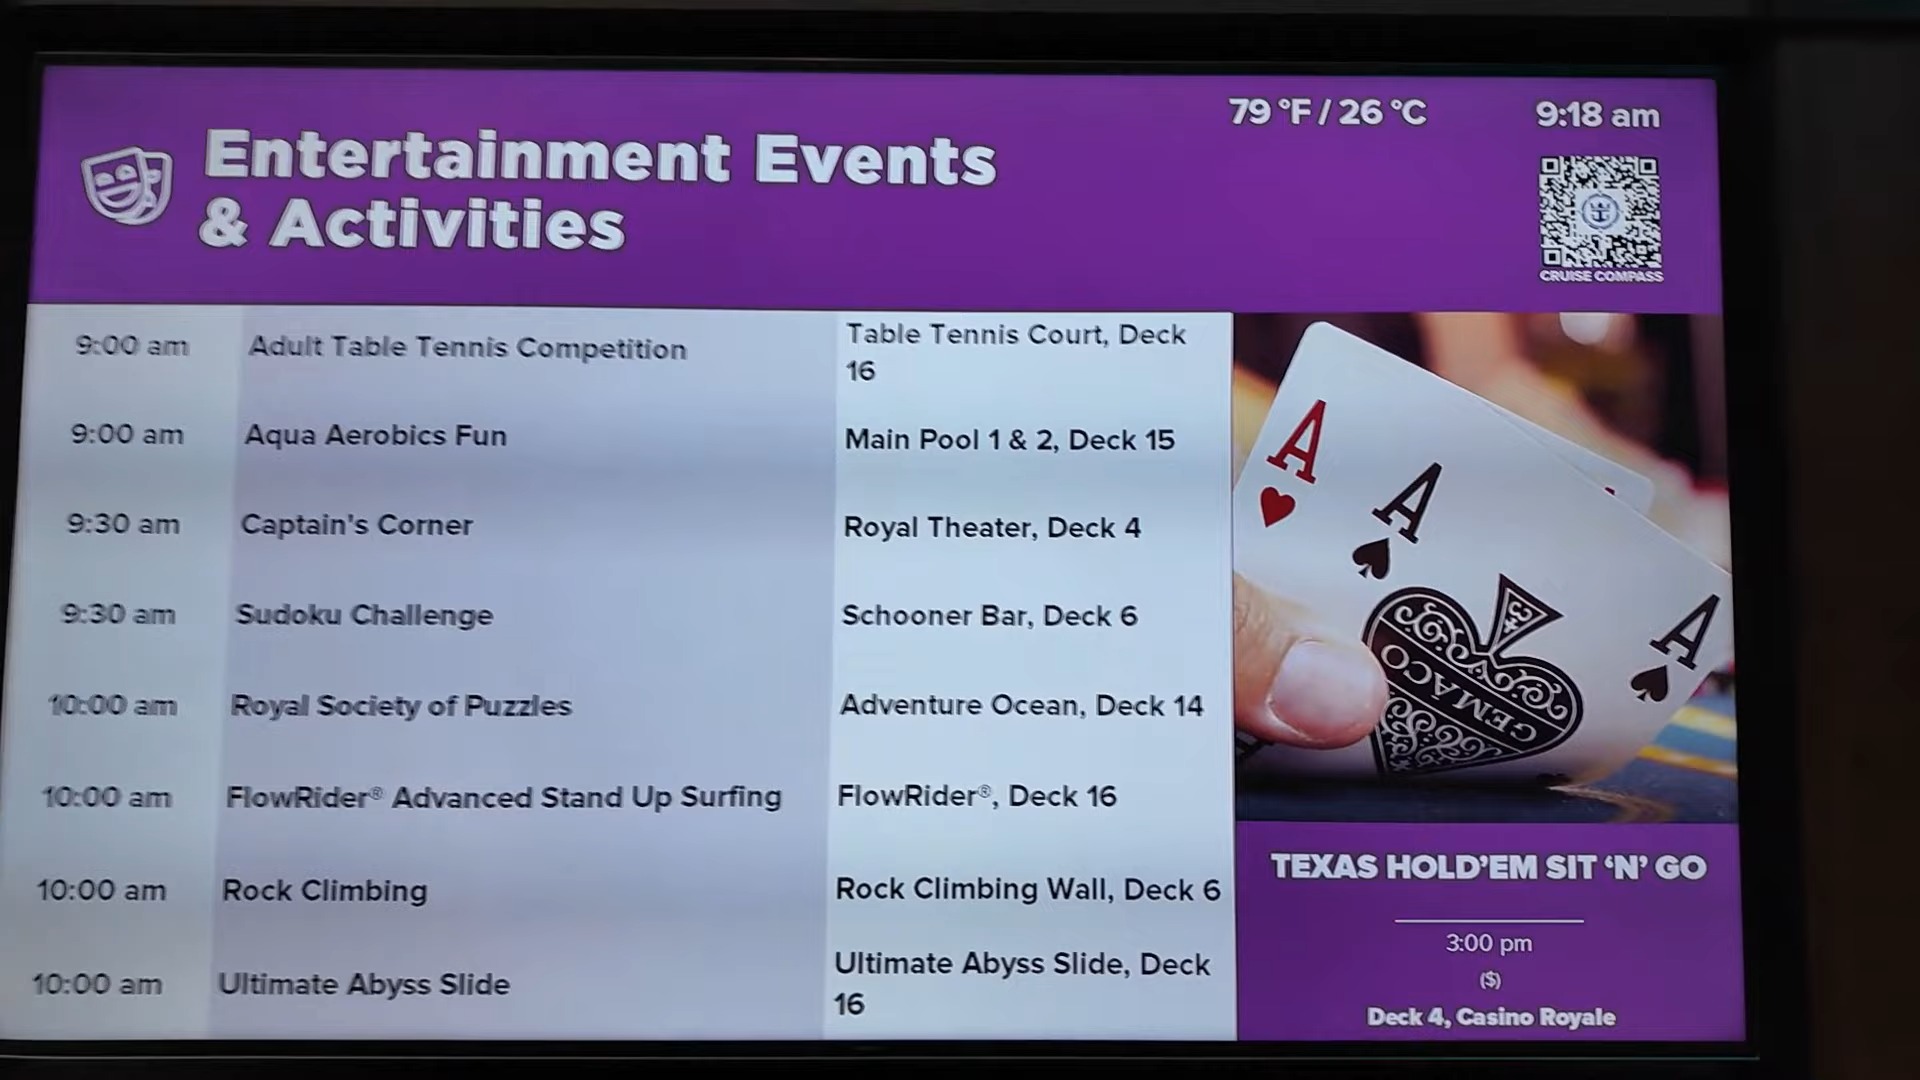 79 °F / 26 °C
9:18 am
Entertainment Events
& Activities
CRUISE COMPASS
9:00 am Adult Table Tennis Competition Table Tennis Court, Deck
16
9:00 am Aqua Aerobics Fun Main Pool 1 & 2, Deck 15
9:30 am Captain's Corner Royal Theater, Deck 4
9:30 am Sudoku Challenge Schooner Bar, Deck 6
10:00 am Royal Society of Puzzles Adventure Ocean, Deck 14
10:00 am FlowRider® Advanced Stand Up Surfing FlowRider®, Deck 16
10:00 am Rock Climbing Rock Climbing Wall, Deck 6
10:00 am Ultimate Abyss Slide Ultimate Abyss Slide, Deck
16
A
A
A
GEMACO
TEXAS HOLD'EM SIT ‘N’ GO
3:00 pm
($)
Deck 4, Casino Royale